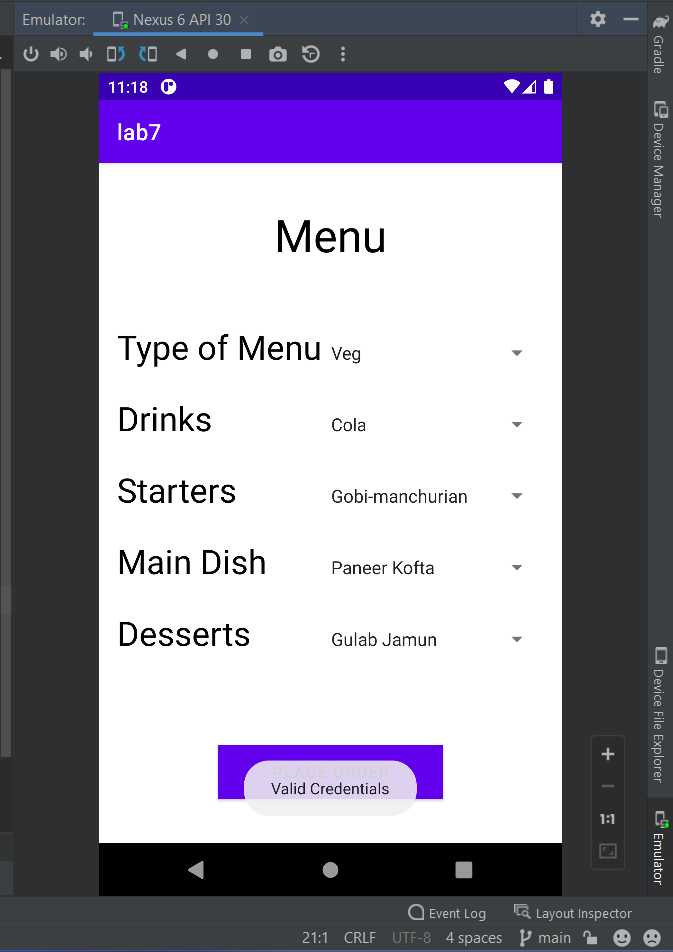 Emulator: Nexus 6 API 30
Gradle
Device Manager
11:18
lab7
Menu
Type of Menu Veg
Drinks Cola
Starters Gobi-manchurian
Main Dish Paneer Kofta
Desserts Gulab Jamun
PLACE ORDER
Valid Credentials
1:1
Device File Explorer
Emulator
Event Log Layout Inspector
21:1 CRLF UTF-8 4 spaces main